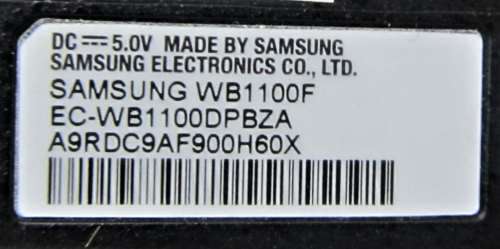 DC ⎓ 5.0V MADE BY SAMSUNG
SAMSUNG ELECTRONICS CO., LTD.
SAMSUNG WB1100F
EC-WB1100DPBZA
A9RDC9AF900H60X